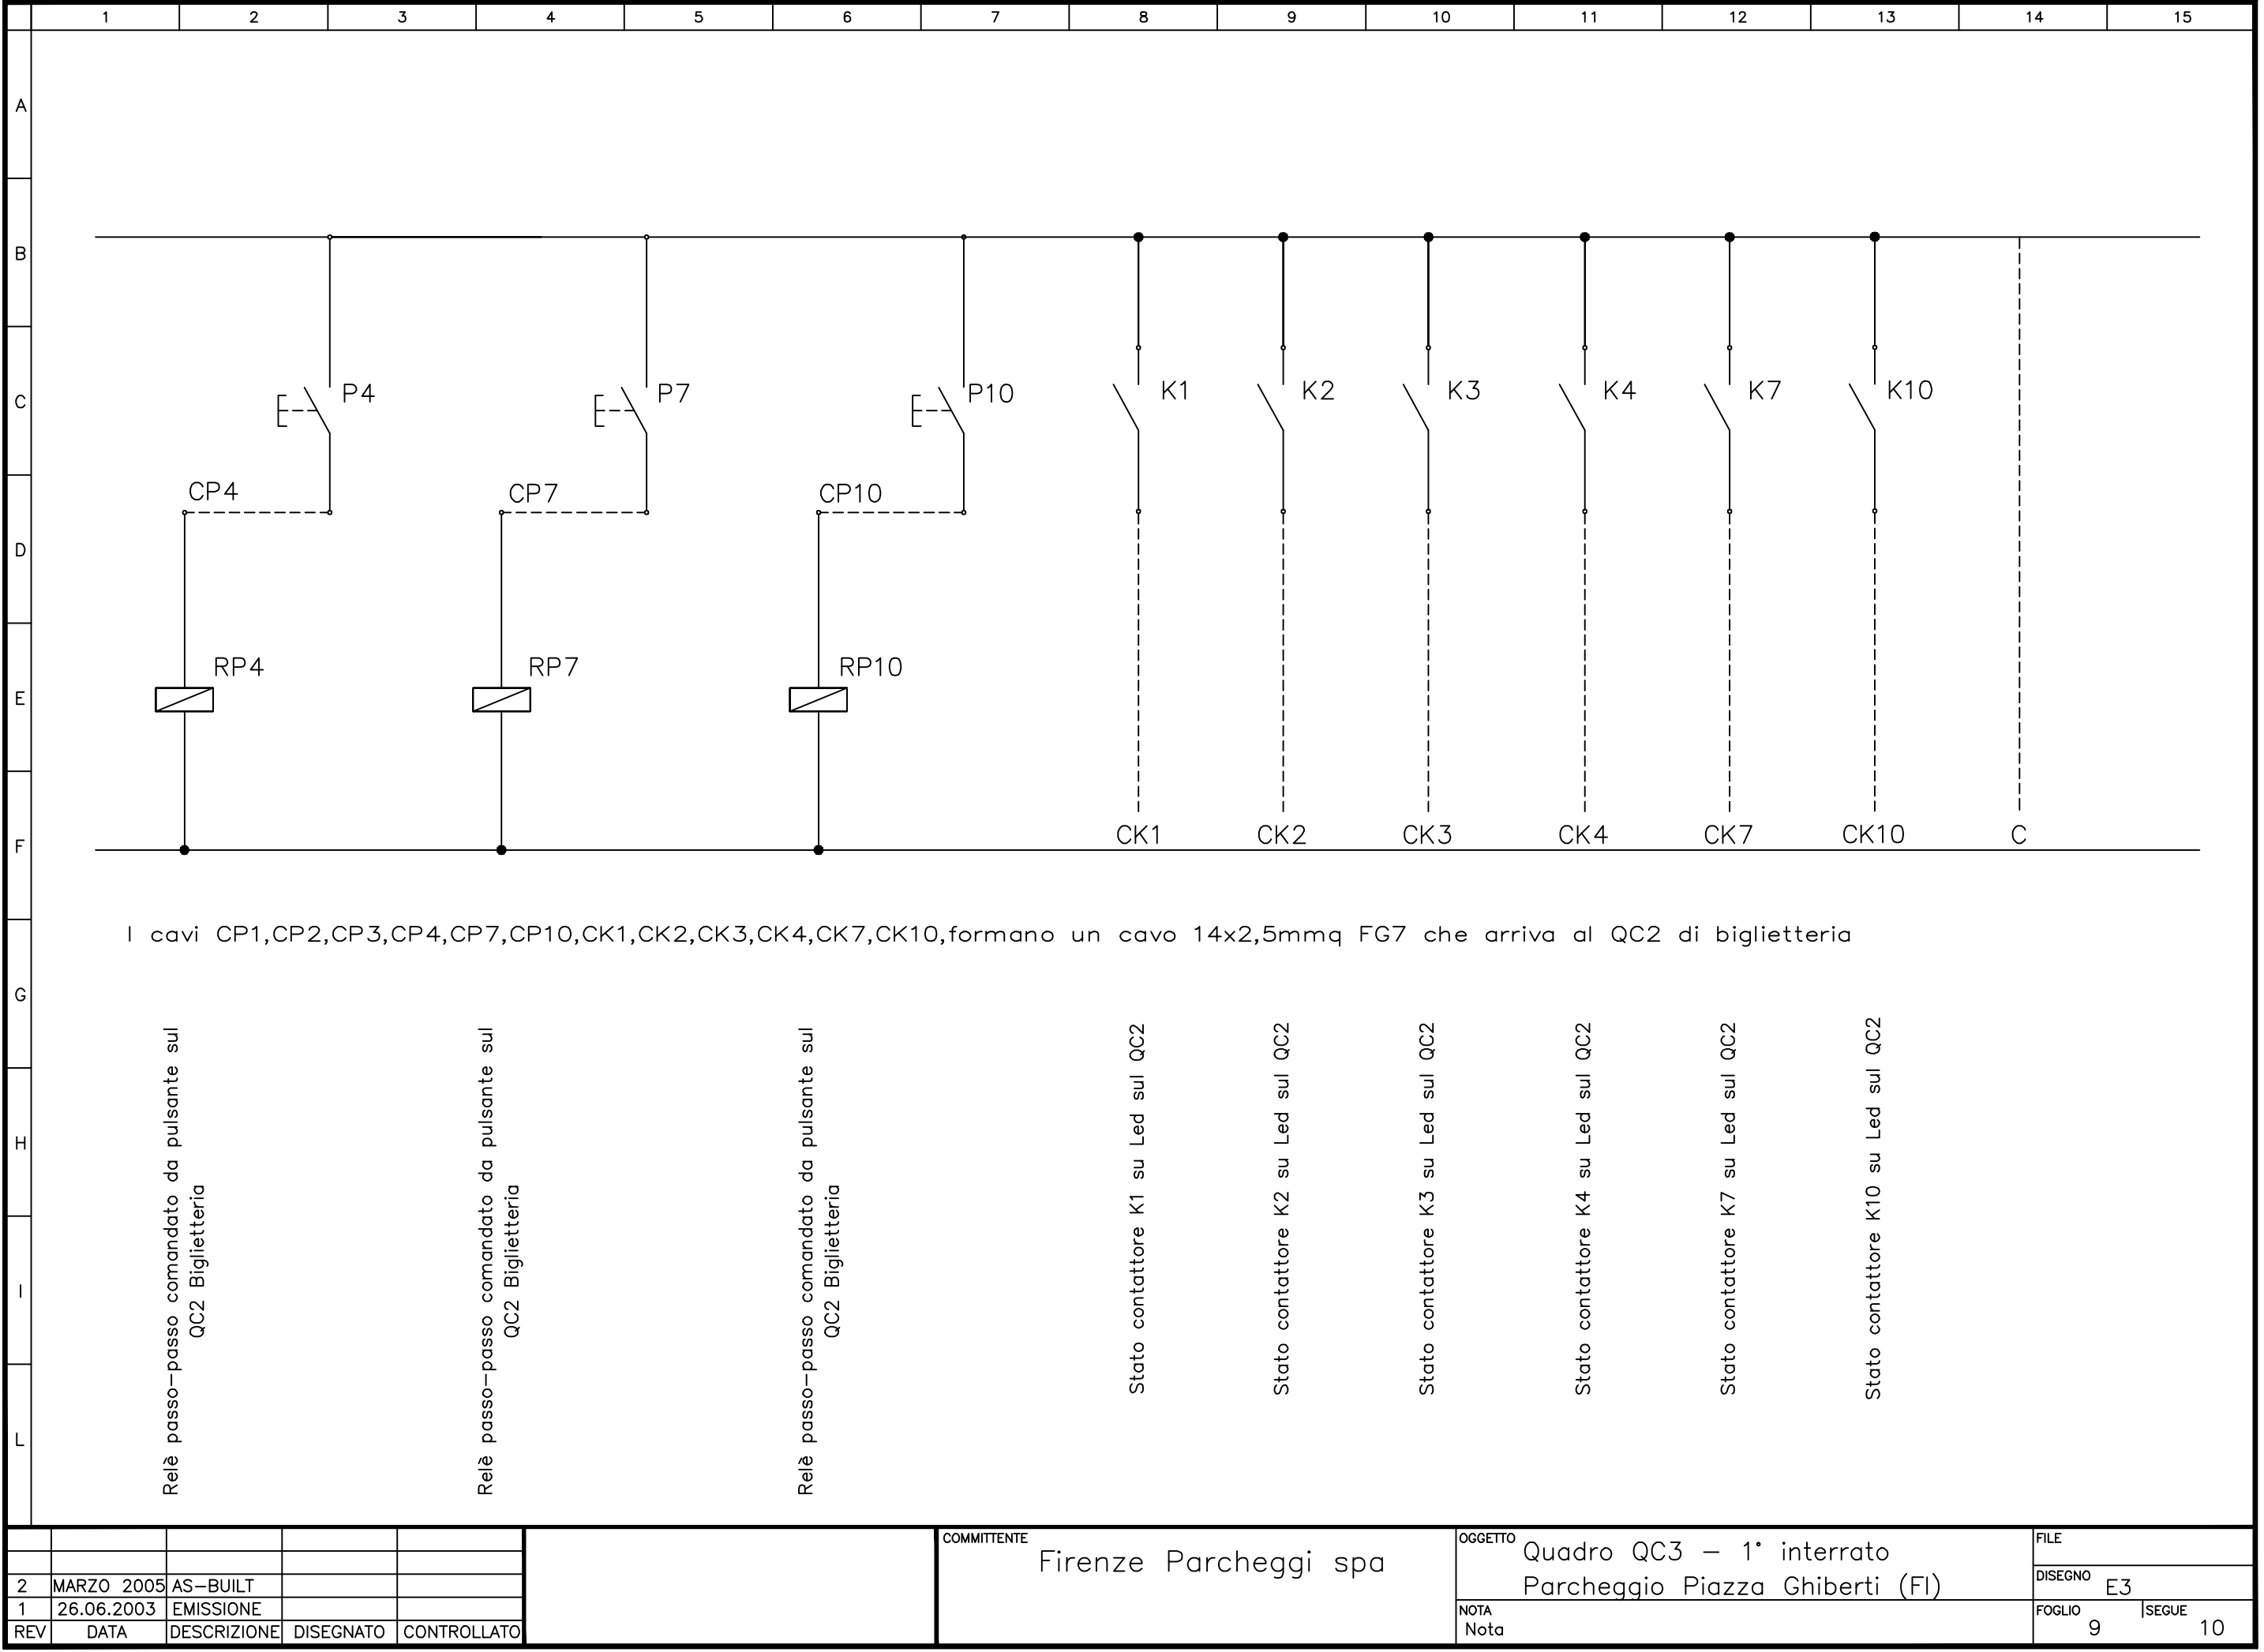 1 2 3 4 5 6 7 8 9 10 11 12 13 14 15
A
B
C
D
E
F
G
H
I
L
P4 P7 P10 K1 K2 K3 K4 K7 K10
CP4 CP7 CP10
RP4 RP7 RP10
CK1 CK2 CK3 CK4 CK7 CK10 C
I cavi CP1,CP2,CP3,CP4,CP7,CP10,CK1,CK2,CK3,CK4,CK7,CK10,formano un cavo 14x2,5mmq FG7 che arriva al QC2 di biglietteria
Relè passo-passo comandato da pulsante sul
QC2 Biglietteria
Relè passo-passo comandato da pulsante sul
QC2 Biglietteria
Relè passo-passo comandato da pulsante sul
QC2 Biglietteria
Stato contattore K1 su Led sul QC2
Stato contattore K2 su Led sul QC2
Stato contattore K3 su Led sul QC2
Stato contattore K4 su Led sul QC2
Stato contattore K7 su Led sul QC2
Stato contattore K10 su Led sul QC2
2 MARZO 2005 AS-BUILT
1 26.06.2003 EMISSIONE
REV DATA DESCRIZIONE DISEGNATO CONTROLLATO
COMMITTENTE
Firenze Parcheggi spa
OGGETTO
Quadro QC3 - 1° interrato
Parcheggio Piazza Ghiberti (FI)
NOTA
Nota
FILE
DISEGNO
E3
FOGLIO
9
SEGUE
10